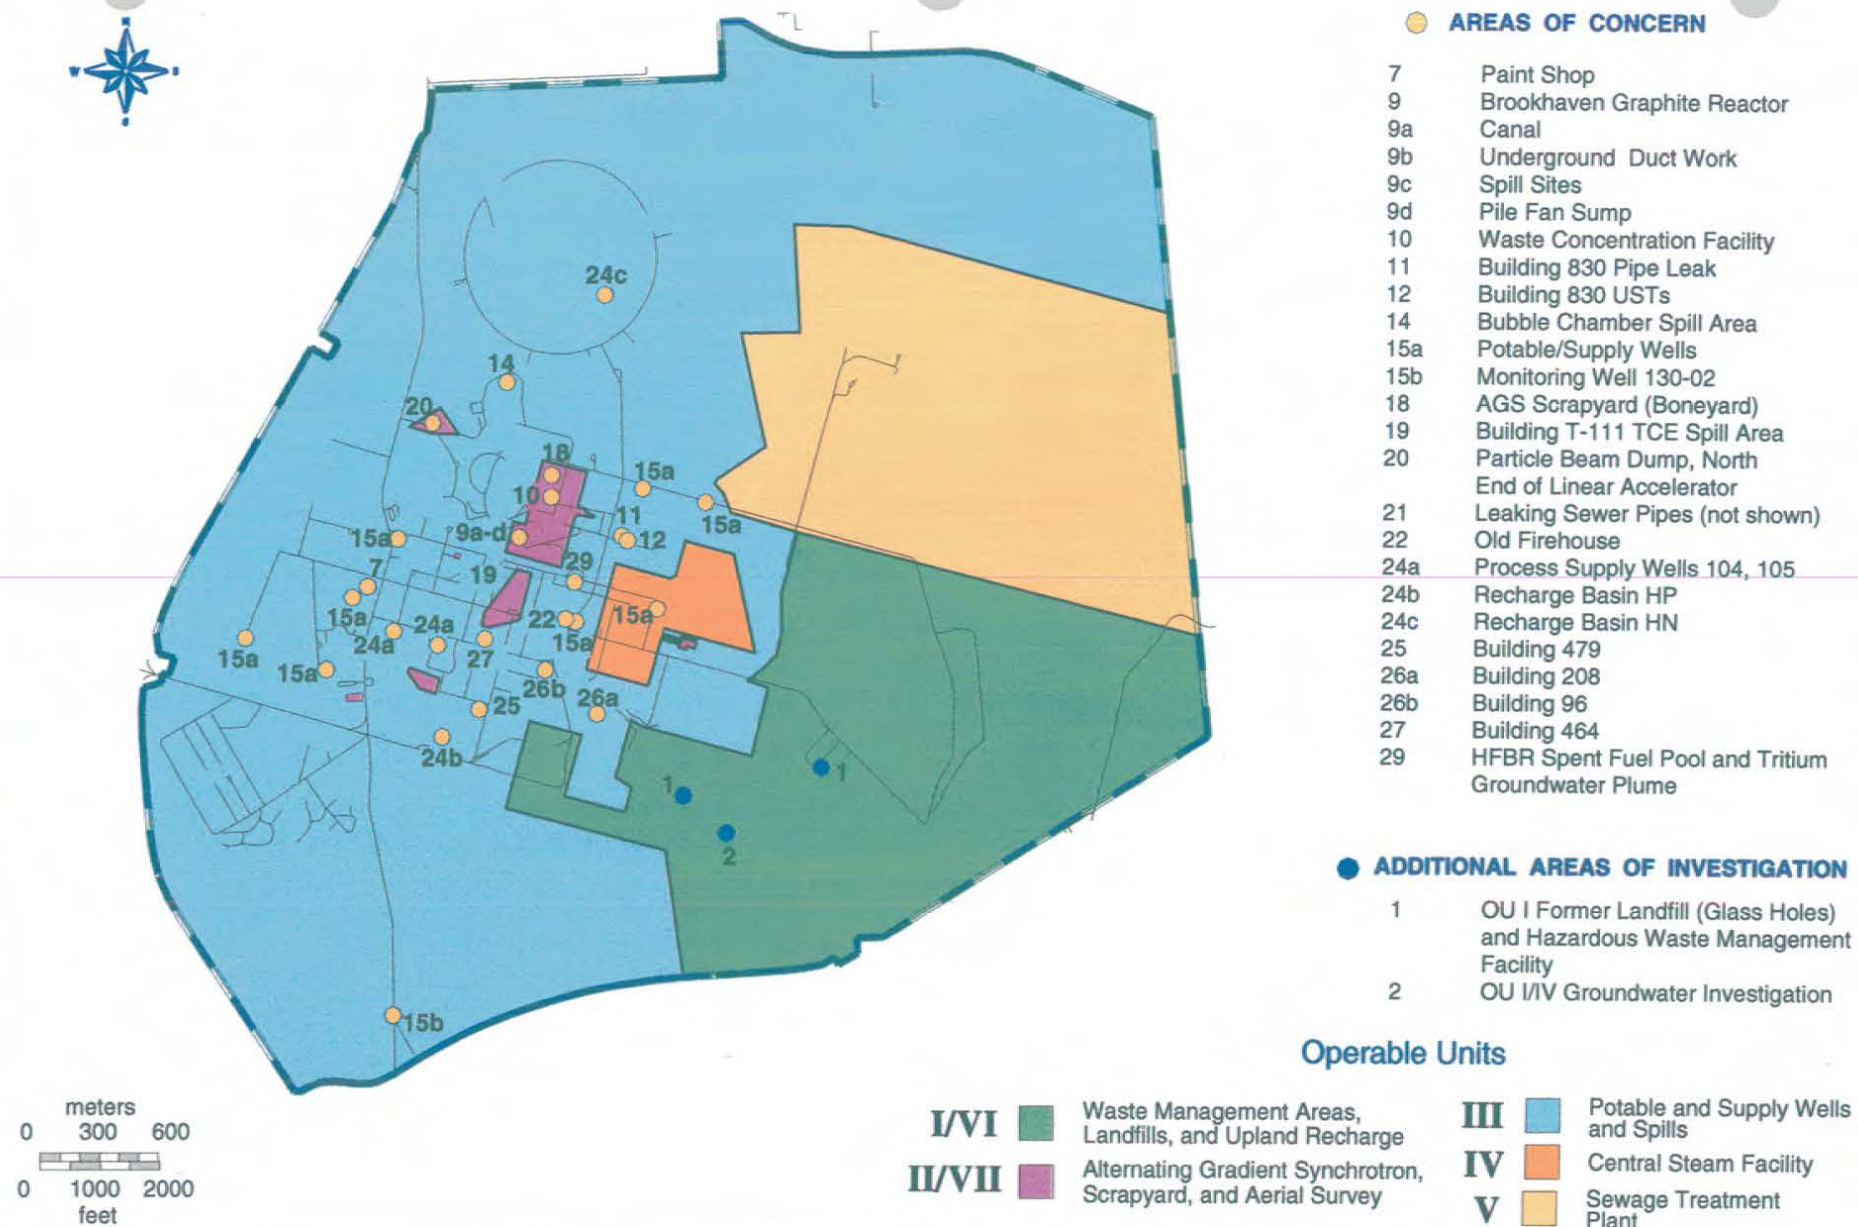 N
W
S
S
AREAS OF CONCERN
7 Paint Shop
9 Brookhaven Graphite Reactor
9a Canal
9b Underground Duct Work
9c Spill Sites
9d Pile Fan Sump
10 Waste Concentration Facility
11 Building 830 Pipe Leak
12 Building 830 USTs
14 Bubble Chamber Spill Area
15a Potable/Supply Wells
15b Monitoring Well 130-02
18 AGS Scrapyard (Boneyard)
19 Building T-111 TCE Spill Area
20 Particle Beam Dump, North
End of Linear Accelerator
21 Leaking Sewer Pipes (not shown)
22 Old Firehouse
24a Process Supply Wells 104, 105
24b Recharge Basin HP
24c Recharge Basin HN
25 Building 479
26a Building 208
26b Building 96
27 Building 464
29 HFBR Spent Fuel Pool and Tritium
Groundwater Plume
ADDITIONAL AREAS OF INVESTIGATION
1 OU I Former Landfill (Glass Holes)
and Hazardous Waste Management
Facility
2 OU I/IV Groundwater Investigation
24c
14
20
18
15a
10
15a
11
9a-d
12
15a
29
7
19
15a
15a
22
24a
24a
15a
15a
27
15a
26b
26a
25
24b
1
1
2
15b
meters
0 300 600
0 1000 2000
feet
Operable Units
I/VI Waste Management Areas,
Landfills, and Upland Recharge
II/VII Alternating Gradient Synchrotron,
Scrapyard, and Aerial Survey
III Potable and Supply Wells
and Spills
IV Central Steam Facility
V Sewage Treatment
Plant